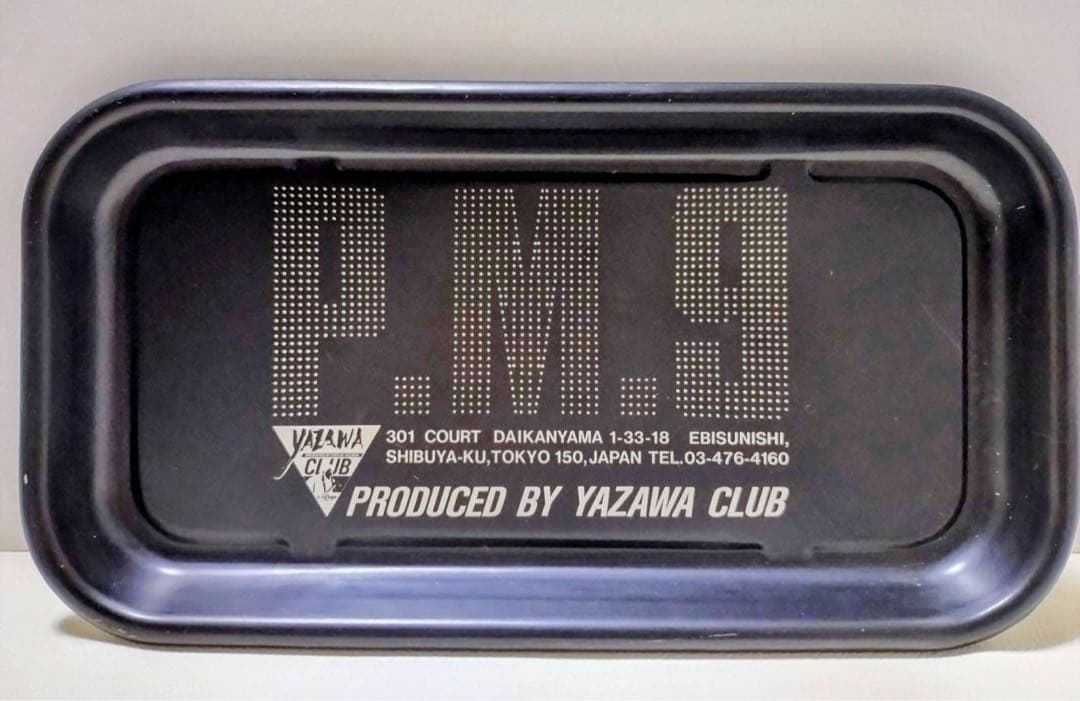 P.M.9
YAZAWA
CLUB
301 COURT DAIKANYAMA 1-33-18 EBISUNISHI,
SHIBUYA-KU,TOKYO 150,JAPAN TEL.03-476-4160
PRODUCED BY YAZAWA CLUB